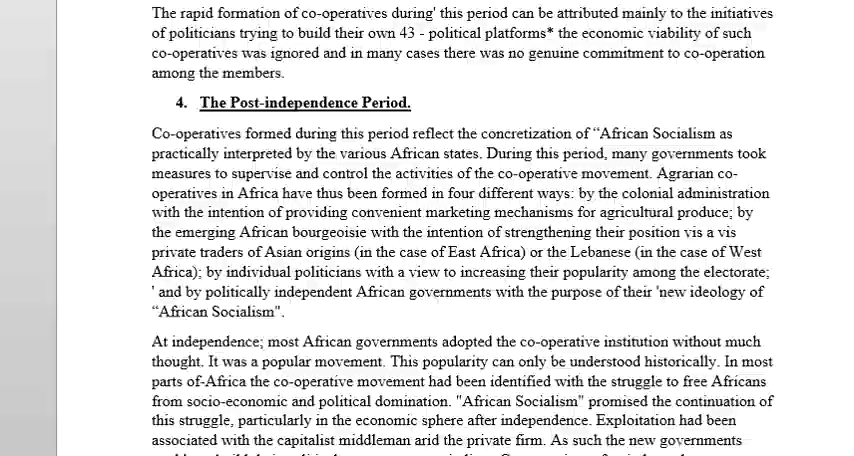 The rapid formation of co-operatives during' this period can be attributed mainly to the initiatives
of politicians trying to build their own 43 - political platforms* the economic viability of such
co-operatives was ignored and in many cases there was no genuine commitment to co-operation
among the members.
4. The Post-independence Period.
Co-operatives formed during this period reflect the concretization of “African Socialism as
practically interpreted by the various African states. During this period, many governments took
measures to supervise and control the activities of the co-operative movement. Agrarian co-
operatives in Africa have thus been formed in four different ways: by the colonial administration
with the intention of providing convenient marketing mechanisms for agricultural produce; by
the emerging African bourgeoisie with the intention of strengthening their position vis a vis
private traders of Asian origins (in the case of East Africa) or the Lebanese (in the case of West
Africa); by individual politicians with a view to increasing their popularity among the electorate;
' and by politically independent African governments with the purpose of their 'new ideology of
“African Socialism".
At independence; most African governments adopted the co-operative institution without much
thought. It was a popular movement. This popularity can only be understood historically. In most
parts of-Africa the co-operative movement had been identified with the struggle to free Africans
from socio-economic and political domination. "African Socialism" promised the continuation of
this struggle, particularly in the economic sphere after independence. Exploitation had been
associated with the capitalist middleman arid the private firm. As such the new governments